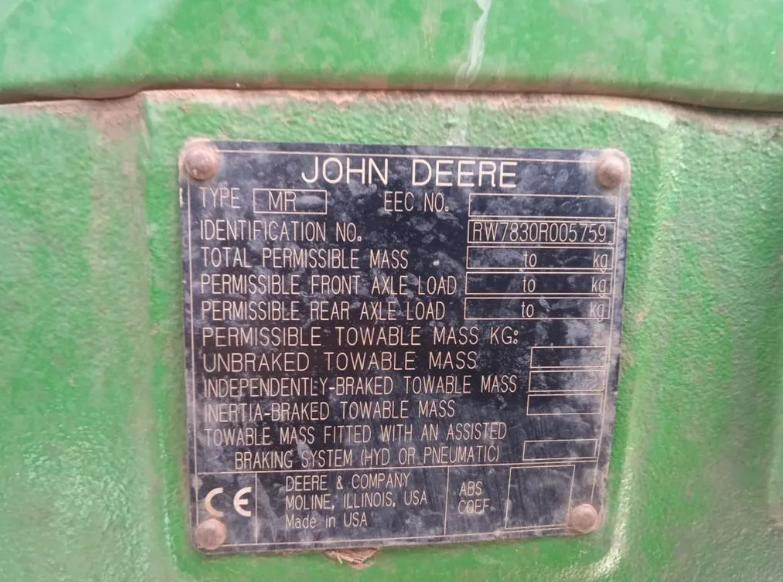 JOHN DEERE
TYPE MR EEC NO.
IDENTIFICATION NO. RW7830R005759
TOTAL PERMISSIBLE MASS to kg
PERMISSIBLE FRONT AXLE LOAD to kg
PERMISSIBLE REAR AXLE LOAD to kg
PERMISSIBLE TOWABLE MASS KG:
UNBRAKED TOWABLE MASS
INDEPENDENTLY-BRAKED TOWABLE MASS
INERTIA-BRAKED TOWABLE MASS
TOWABLE MASS FITTED WITH AN ASSISTED
BRAKING SYSTEM (HYD OR PNEUMATIC)
CE
DEERE & COMPANY
MOLINE, ILLINOIS, USA
Made in USA
ABS
COEF.